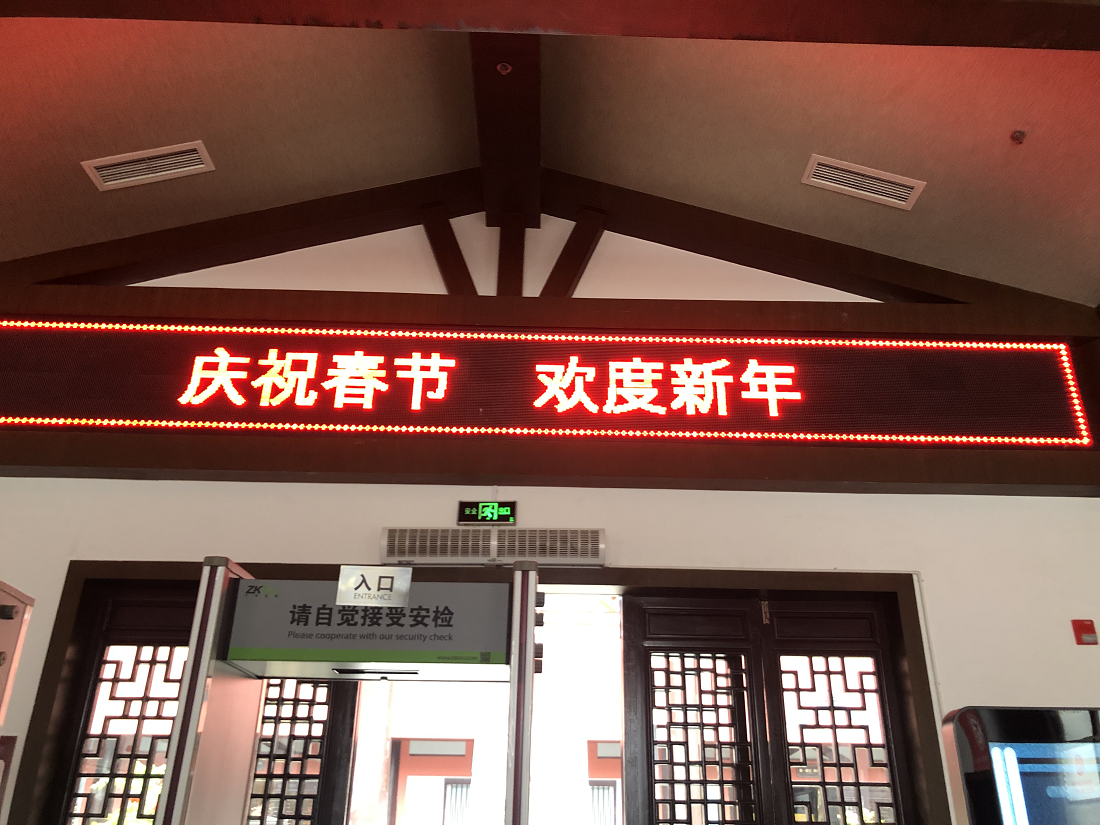 庆祝春节 欢度新年
安全出口
入口
ENTRANCE
ZK
请自觉接受安检
Please cooperate with our security check